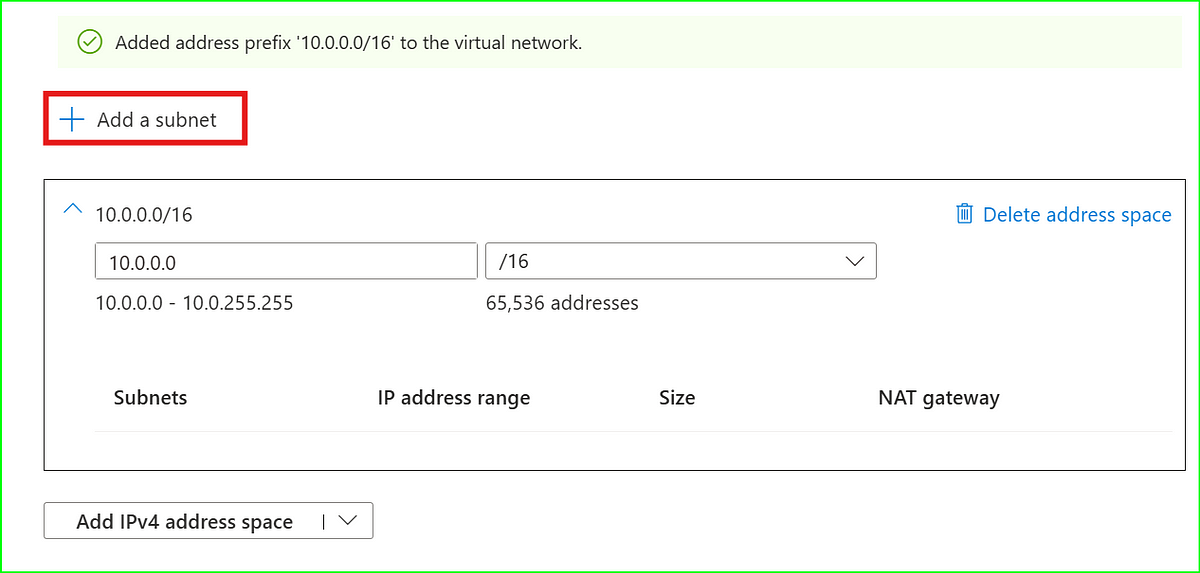 Added address prefix '10.0.0.0/16' to the virtual network.
Add a subnet
10.0.0.0/16
Delete address space
10.0.0.0
/16
10.0.0.0 - 10.0.255.255
65,536 addresses
Subnets
IP address range
Size
NAT gateway
Add IPv4 address space